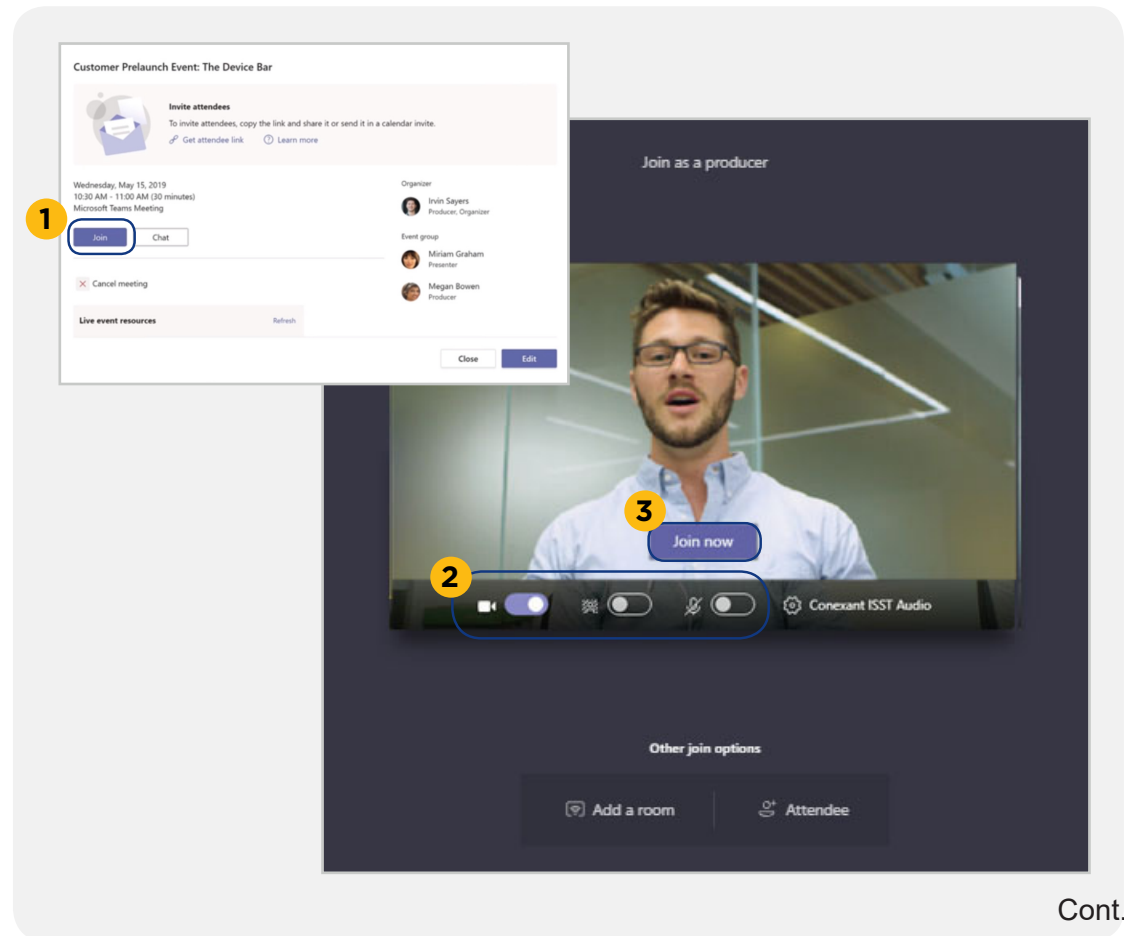 Customer Prelaunch Event: The Device Bar
Invite attendees
To invite attendees, copy the link and share it or send it in a calendar invite.
Get attendee link
Learn more
Wednesday, May 15, 2019
10:30 AM - 11:00 AM (30 minutes)
Microsoft Teams Meeting
1
Join
Chat
Cancel meeting
Live event resources
Refresh
Organizer
Irvin Sayers
Producer, Organizer
Event group
Miriam Graham
Presenter
Megan Bowen
Producer
Close
Edit
Join as a producer
3
Join now
2
Conexant ISST Audio
Other join options
Add a room
Attendee
Cont.